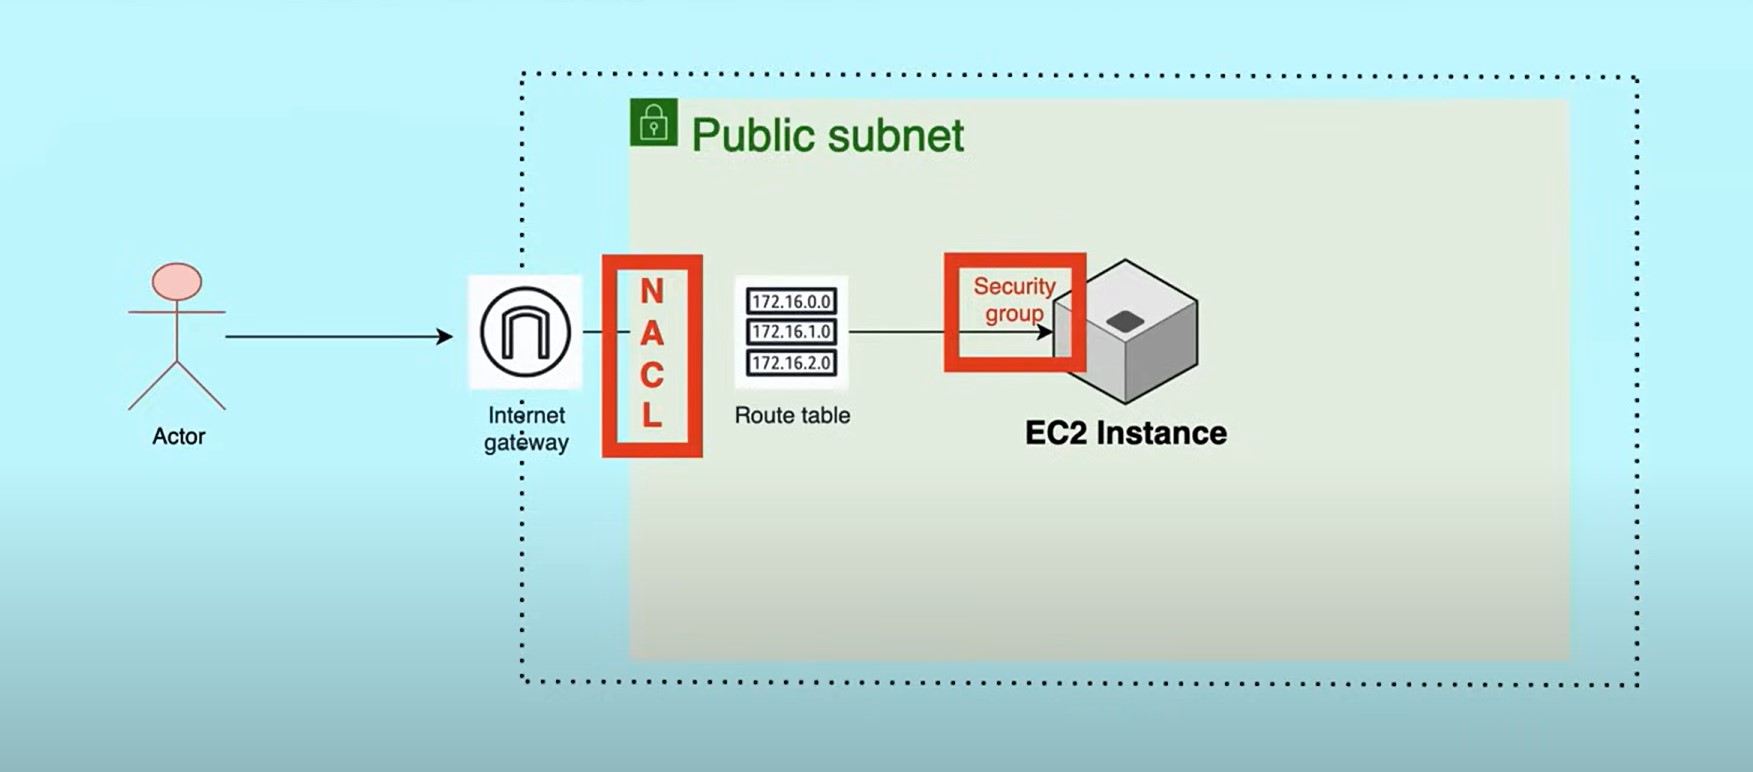 Public subnet
Actor
Internet
gateway
N
A
C
L
172.16.0.0
172.16.1.0
172.16.2.0
Route table
Security
group
EC2 Instance